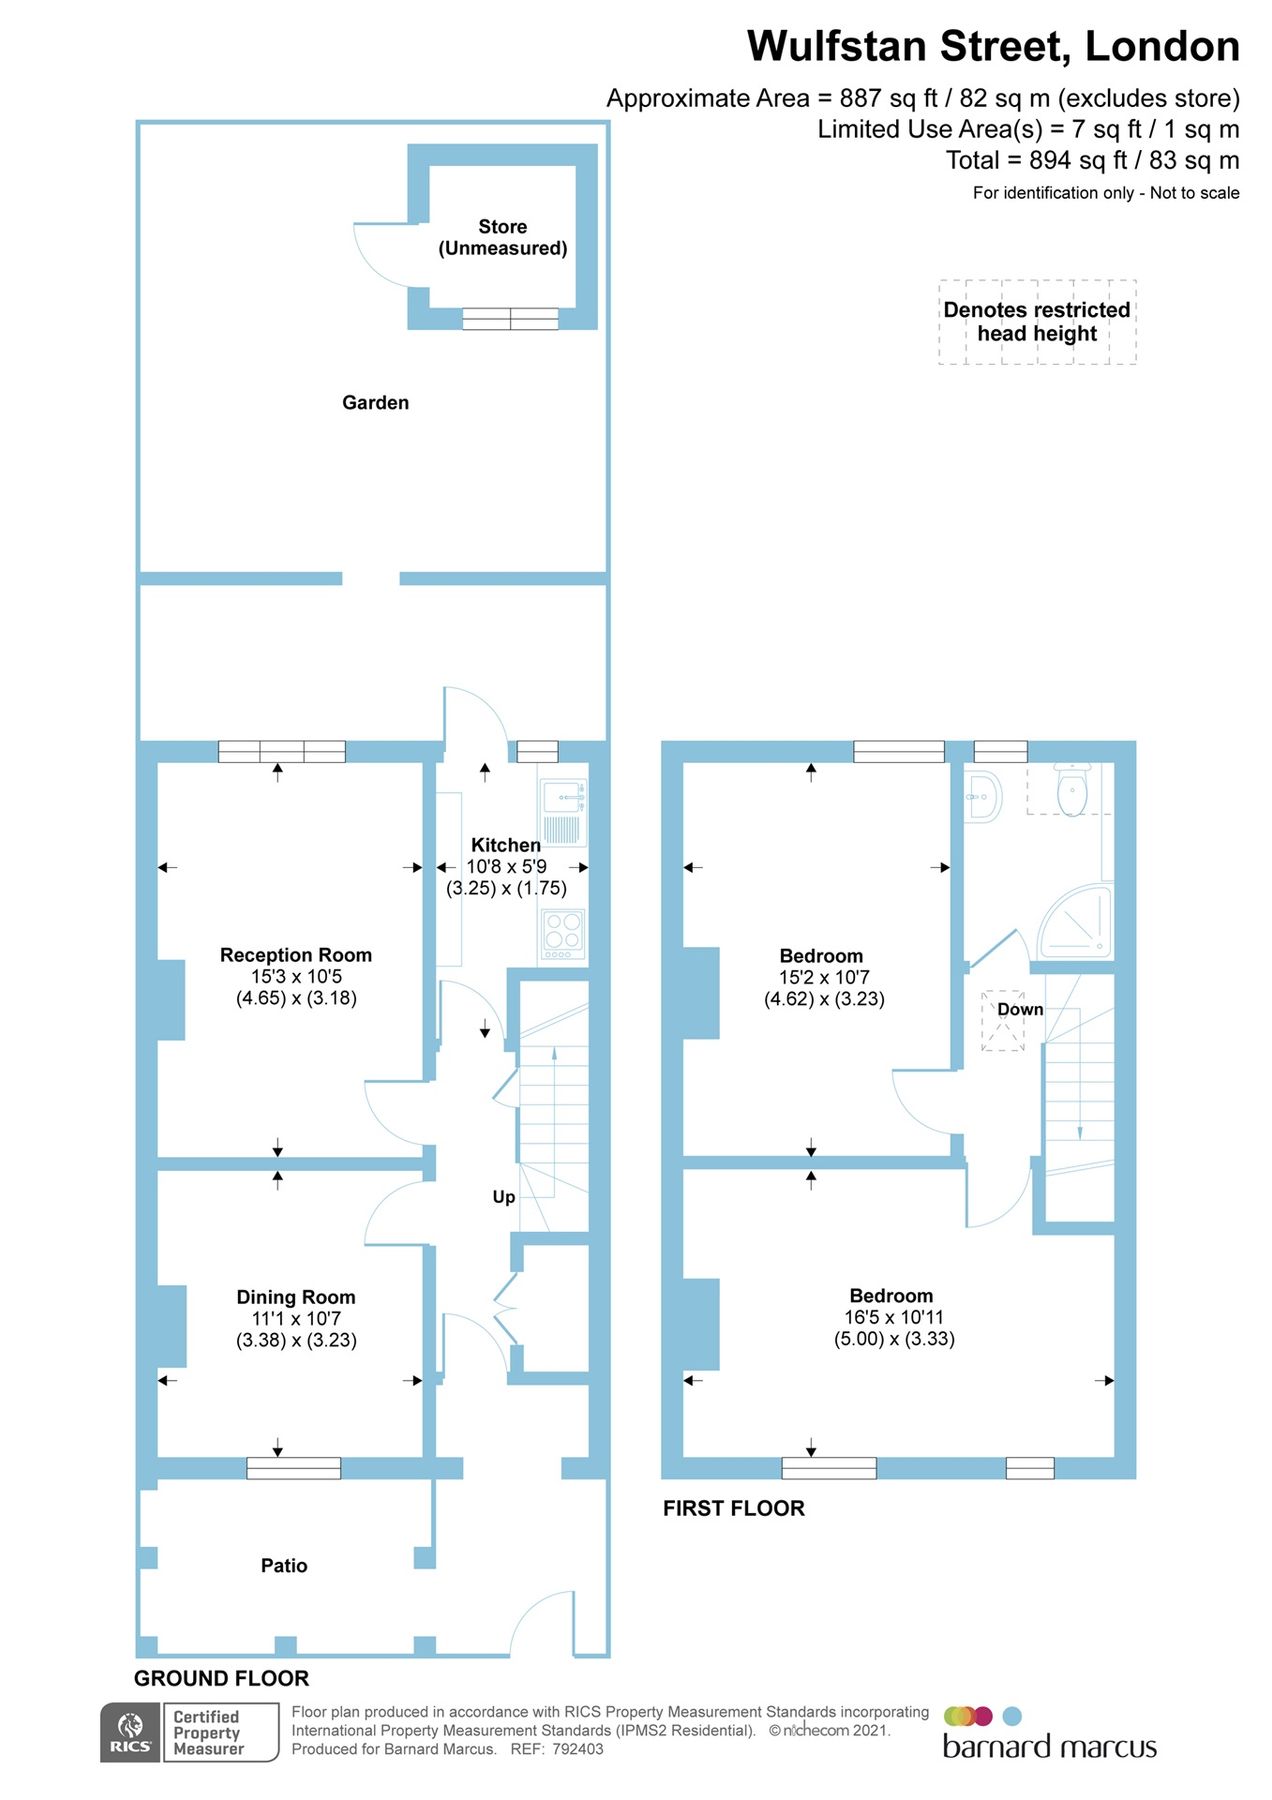 Wulfstan Street, London
Approximate Area = 887 sq ft / 82 sq m (excludes store)
Limited Use Area(s) = 7 sq ft / 1 sq m
Total = 894 sq ft / 83 sq m
For identification only - Not to scale
Store
(Unmeasured)
Denotes restricted
head height
Garden
Kitchen
10'8 x 5'9
(3.25) x (1.75)
Reception Room
15'3 x 10'5
(4.65) x (3.18)
Bedroom
15'2 x 10'7
(4.62) x (3.23)
Down
Up
Dining Room
11'1 x 10'7
(3.38) x (3.23)
Bedroom
16'5 x 10'11
(5.00) x (3.33)
FIRST FLOOR
Patio
GROUND FLOOR
RICS
Certified
Property
Measurer
Floor plan produced in accordance with RICS Property Measurement Standards incorporating
International Property Measurement Standards (IPMS2 Residential). © nichecom 2021.
Produced for Barnard Marcus. REF: 792403
barnard marcus